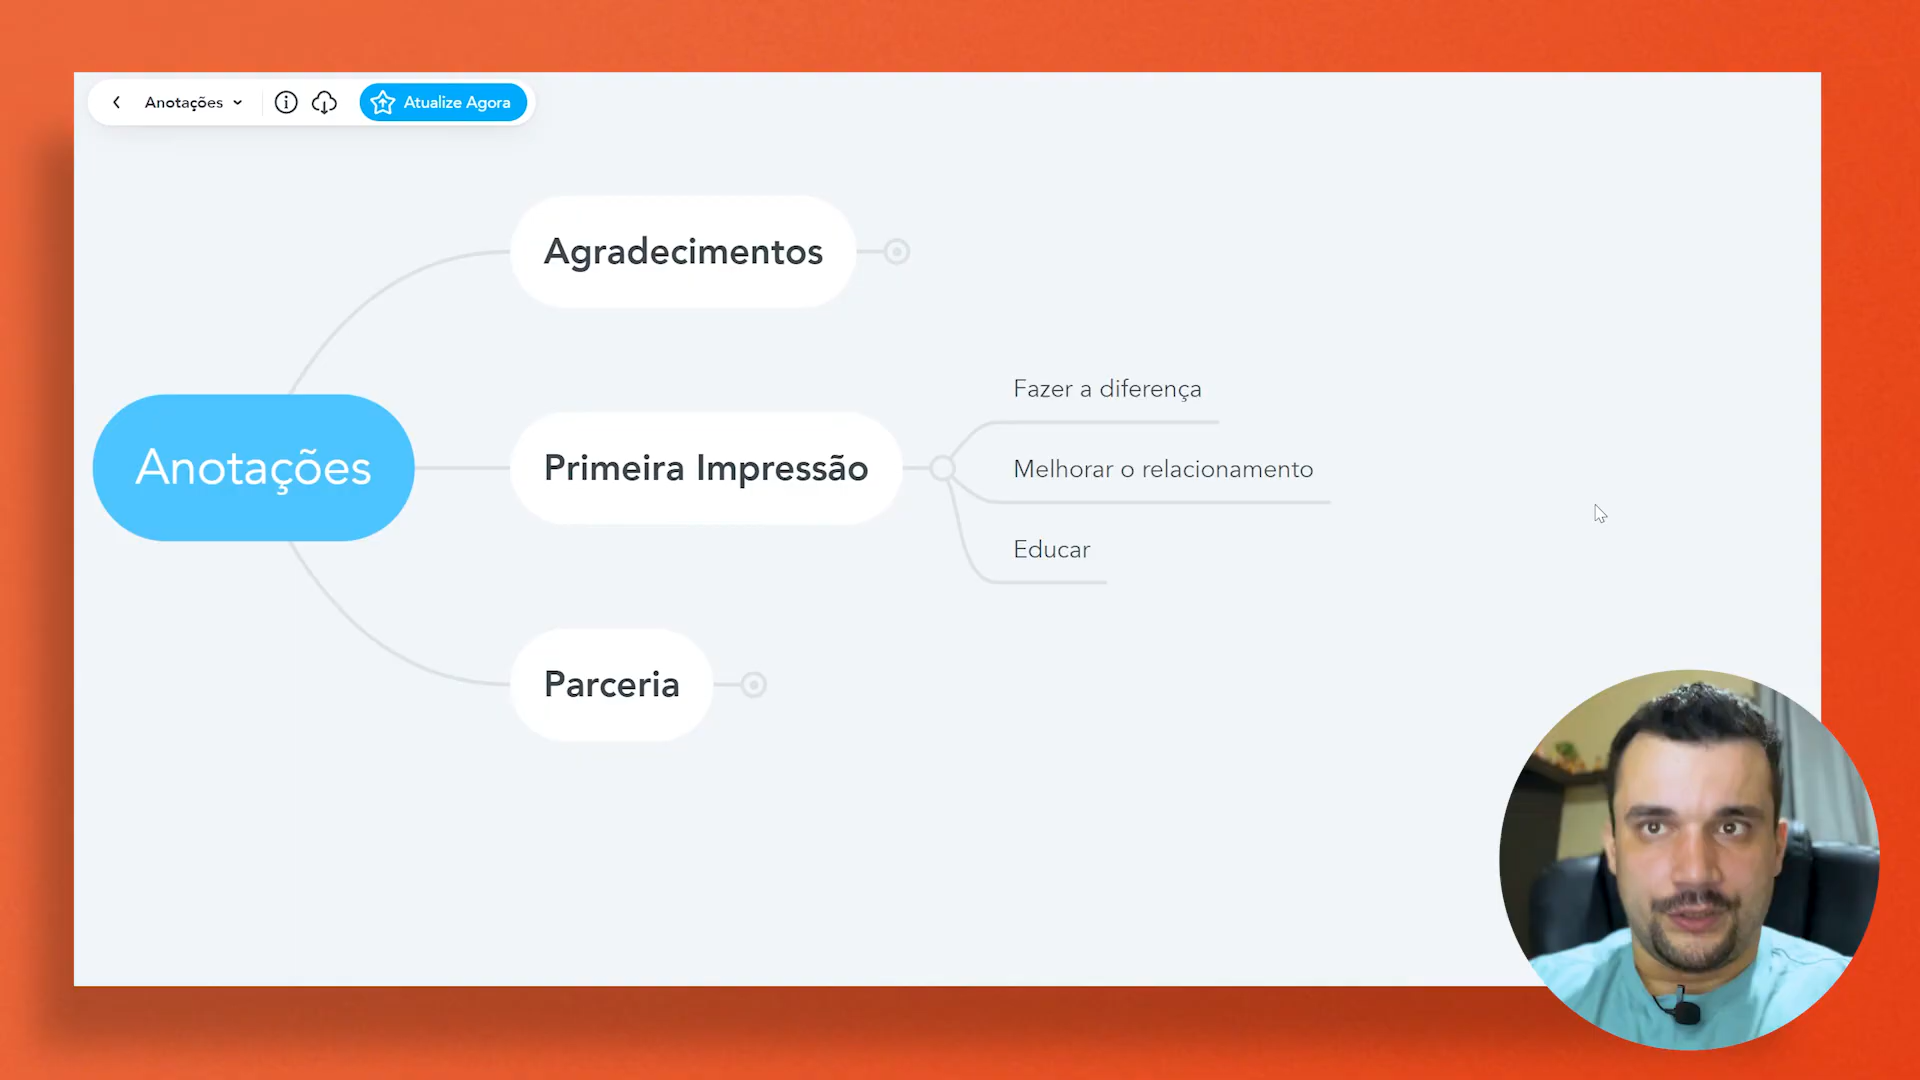 Anotações
Atualize Agora
Agradecimentos
Fazer a diferença
Anotações
Primeira Impressão
Melhorar o relacionamento
Educar
Parceria